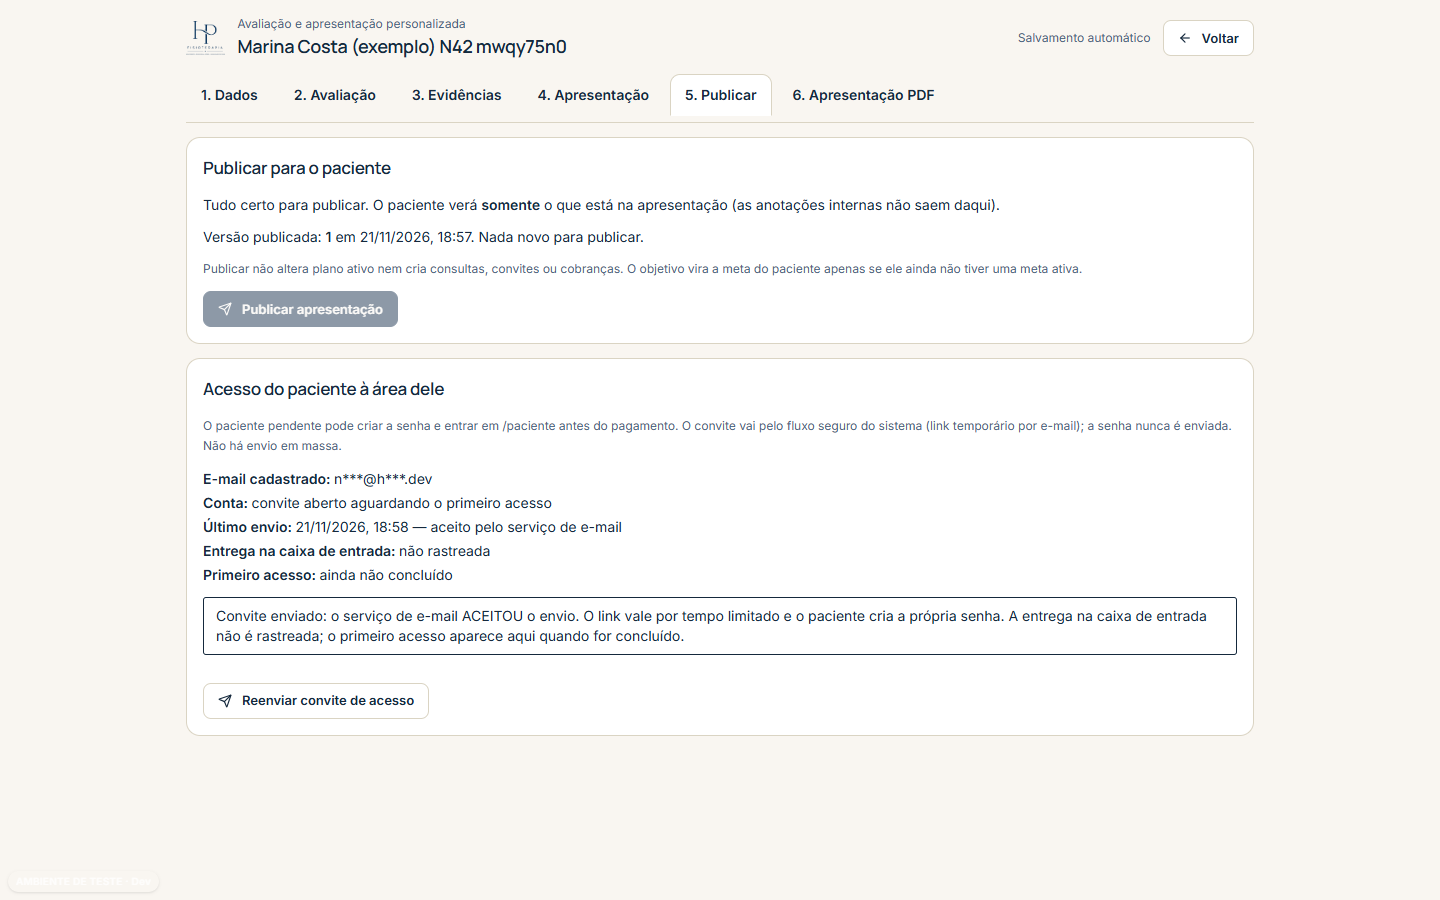 HP
FISIOTERAPIA
Avaliação e apresentação personalizada
Marina Costa (exemplo) N42 mwqy75n0
Salvamento automático
Voltar
1. Dados
2. Avaliação
3. Evidências
4. Apresentação
5. Publicar
6. Apresentação PDF
Publicar para o paciente
Tudo certo para publicar. O paciente verá somente o que está na apresentação (as anotações internas não saem daqui).
Versão publicada: 1 em 21/11/2026, 18:57. Nada novo para publicar.
Publicar não altera plano ativo nem cria consultas, convites ou cobranças. O objetivo vira a meta do paciente apenas se ele ainda não tiver uma meta ativa.
Publicar apresentação
Acesso do paciente à área dele
O paciente pendente pode criar a senha e entrar em /paciente antes do pagamento. O convite vai pelo fluxo seguro do sistema (link temporário por e-mail); a senha nunca é enviada.
Não há envio em massa.
E-mail cadastrado: n***@h***.dev
Conta: convite aberto aguardando o primeiro acesso
Último envio: 21/11/2026, 18:58 — aceito pelo serviço de e-mail
Entrega na caixa de entrada: não rastreada
Primeiro acesso: ainda não concluído
Convite enviado: o serviço de e-mail ACEITOU o envio. O link vale por tempo limitado e o paciente cria a própria senha. A entrega na caixa de entrada
não é rastreada; o primeiro acesso aparece aqui quando for concluído.
Reenviar convite de acesso
AMBIENTE DE TESTE · DEV